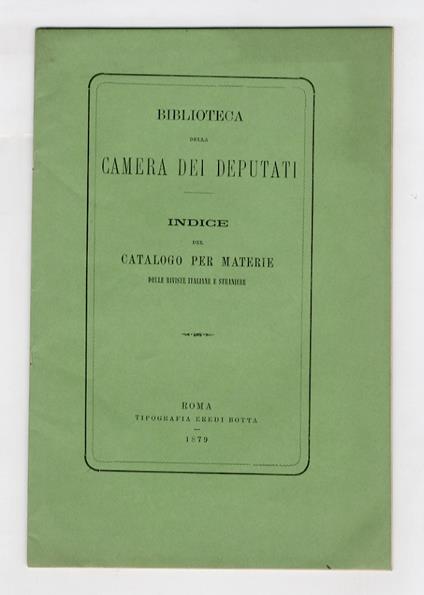 BIBLIOTECA
DELLA
CAMERA DEI DEPUTATI
INDICE
DEL
CATALOGO PER MATERIE
DELLE RIVISTE ITALIANE E STRANIERE
ROMA
TIPOGRAFIA EREDI BOTTA
1879